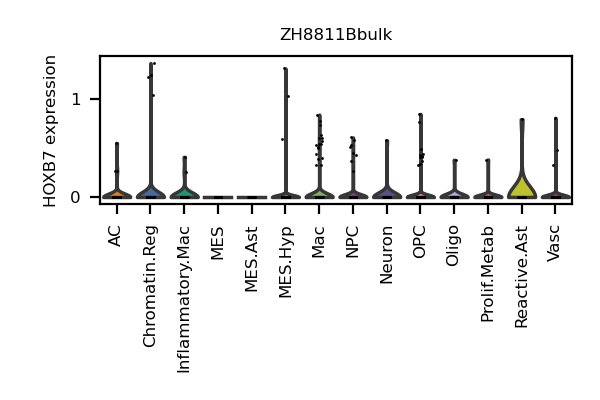 ZH8811Bbulk
HOXB7 expression
1
0
AC
Chromatin.Reg
Inflammatory.Mac
MES
MES.Ast
MES.Hyp
Mac
NPC
Neuron
OPC
Oligo
Prolif.Metab
Reactive.Ast
Vasc